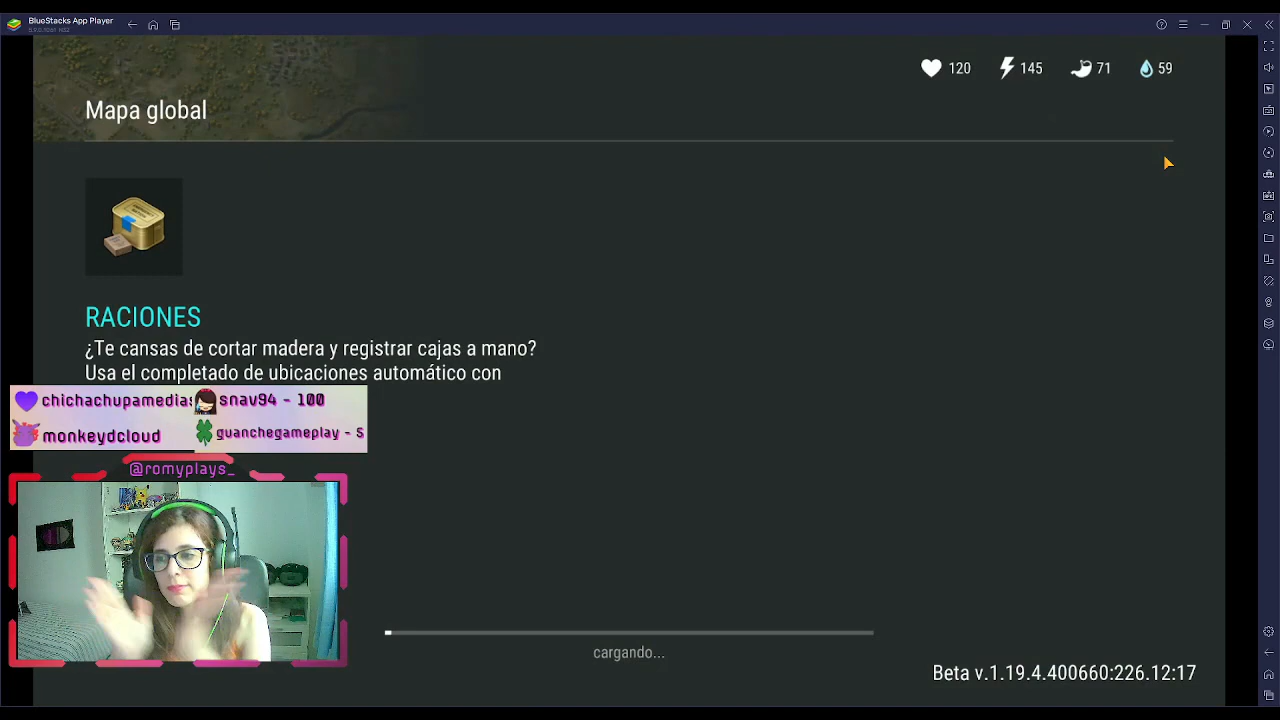 BlueStacks App Player
120
145
71
59
Mapa global
RACIONES
¿Te cansas de cortar madera y registrar cajas a mano?
Usa el completado de ubicaciones automático con
chichachupamedias
snav94 - 100
monkeydcloud
guanchegameplay - S
@romyplays_
cargando...
Beta v.1.19.4.400660:226.12:17